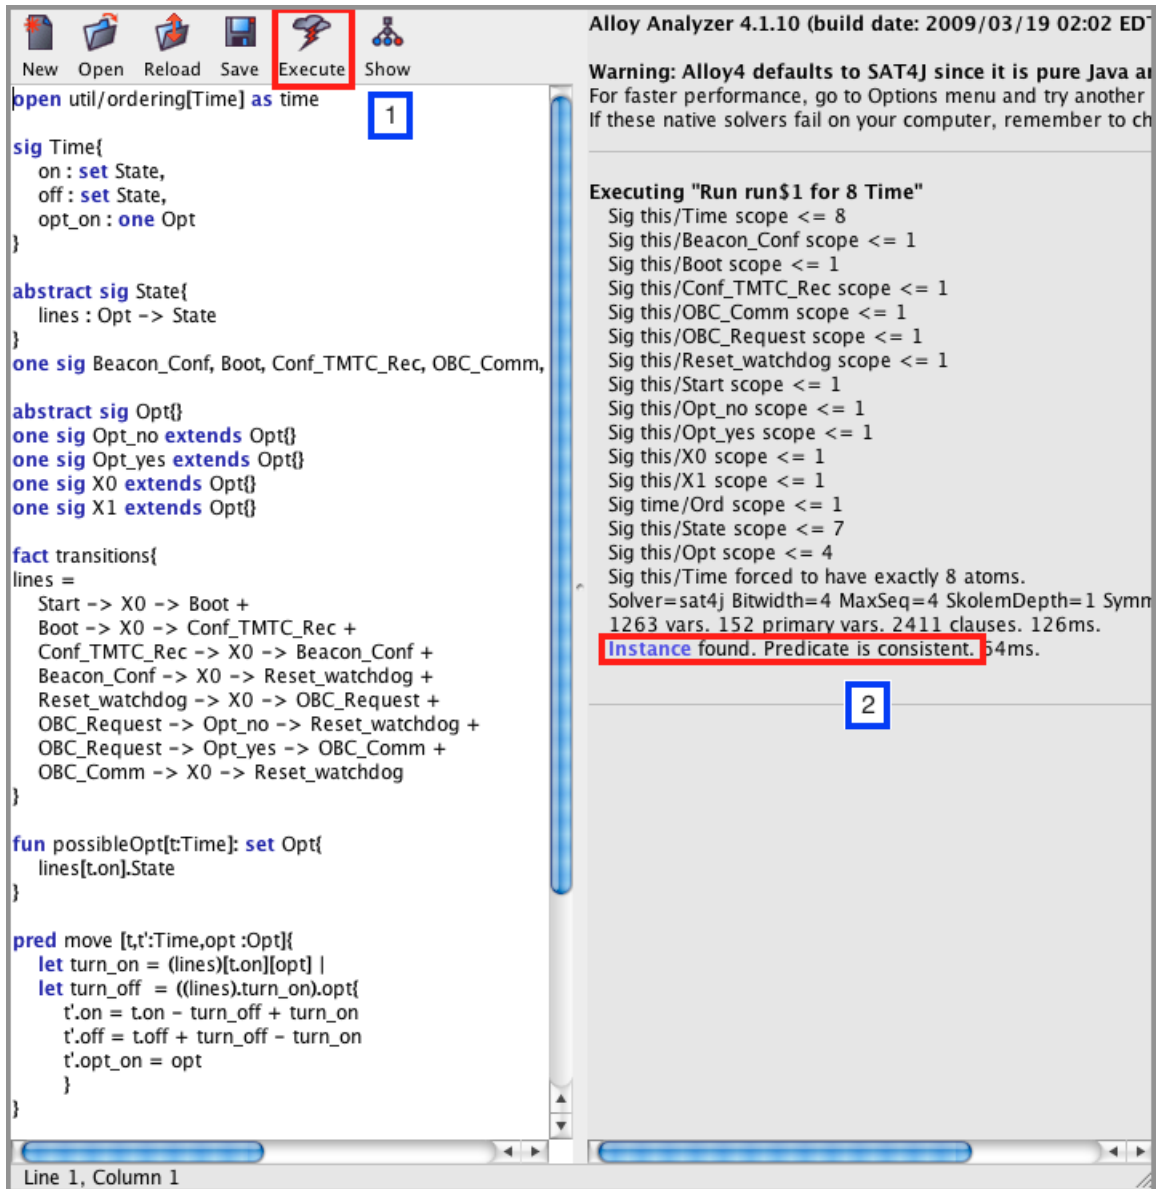 New Open Reload Save Execute Show
1
open util/ordering[Time] as time
sig Time{
on : set State,
off : set State,
opt_on : one Opt
}
abstract sig State{
lines : Opt -> State
}
one sig Beacon_Conf, Boot, Conf_TMTC_Rec, OBC_Comm,
abstract sig Opt{}
one sig Opt_no extends Opt{}
one sig Opt_yes extends Opt{}
one sig X0 extends Opt{}
one sig X1 extends Opt{}
fact transitions{
lines =
Start -> X0 -> Boot +
Boot -> X0 -> Conf_TMTC_Rec +
Conf_TMTC_Rec -> X0 -> Beacon_Conf +
Beacon_Conf -> X0 -> Reset_watchdog +
Reset_watchdog -> X0 -> OBC_Request +
OBC_Request -> Opt_no -> Reset_watchdog +
OBC_Request -> Opt_yes -> OBC_Comm +
OBC_Comm -> X0 -> Reset_watchdog
}
fun possibleOpt[t:Time]: set Opt{
lines[t.on].State
}
pred move [t,t':Time,opt :Opt]{
let turn_on = (lines)[t.on][opt] |
let turn_off = ((lines).turn_on).opt{
t'.on = t.on - turn_off + turn_on
t'.off = t.off + turn_off - turn_on
t'.opt_on = opt
}
}
Line 1, Column 1
Alloy Analyzer 4.1.10 (build date: 2009/03/19 02:02 EDT
Warning: Alloy4 defaults to SAT4J since it is pure Java
For faster performance, go to Options menu and try another
If these native solvers fail on your computer, remember to ch
Executing "Run run$1 for 8 Time"
Sig this/Time scope <= 8
Sig this/Beacon_Conf scope <= 1
Sig this/Boot scope <= 1
Sig this/Conf_TMTC_Rec scope <= 1
Sig this/OBC_Comm scope <= 1
Sig this/OBC_Request scope <= 1
Sig this/Reset_watchdog scope <= 1
Sig this/Start scope <= 1
Sig this/Opt_no scope <= 1
Sig this/Opt_yes scope <= 1
Sig this/X0 scope <= 1
Sig this/X1 scope <= 1
Sig time/Ord scope <= 1
Sig this/State scope <= 7
Sig this/Opt scope <= 4
Sig this/Time forced to have exactly 8 atoms.
Solver=sat4j Bitwidth=4 MaxSeq=4 SkolemDepth=1 Symm
1263 vars. 152 primary vars. 2411 clauses. 126ms.
Instance found. Predicate is consistent. 64ms.
2